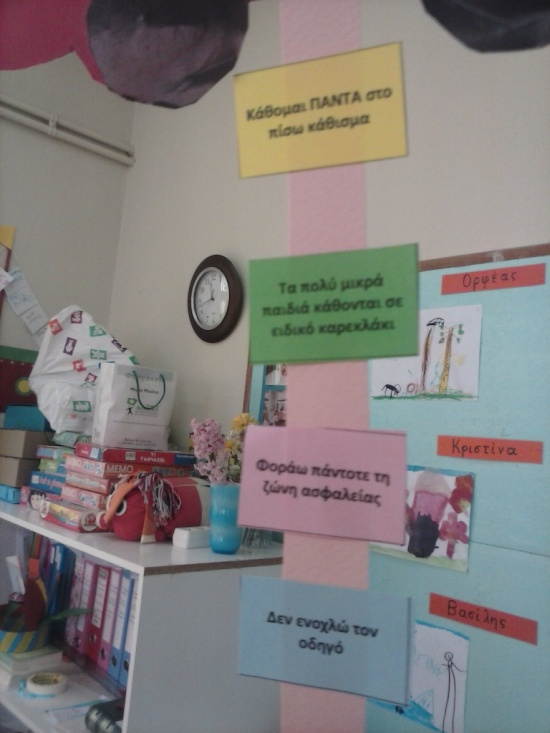 Κάθομαι ΠΑΝΤΑ στο
πίσω κάθισμα
Τα πολύ μικρά
παιδιά κάθονται σε
ειδικό καρεκλάκι
Φοράω πάντοτε τη
ζώνη ασφαλείας
Δεν ενοχλώ τον
οδηγό
Ορφέας
Κριστίνα
Βασίλης
ΜΕΜΟ